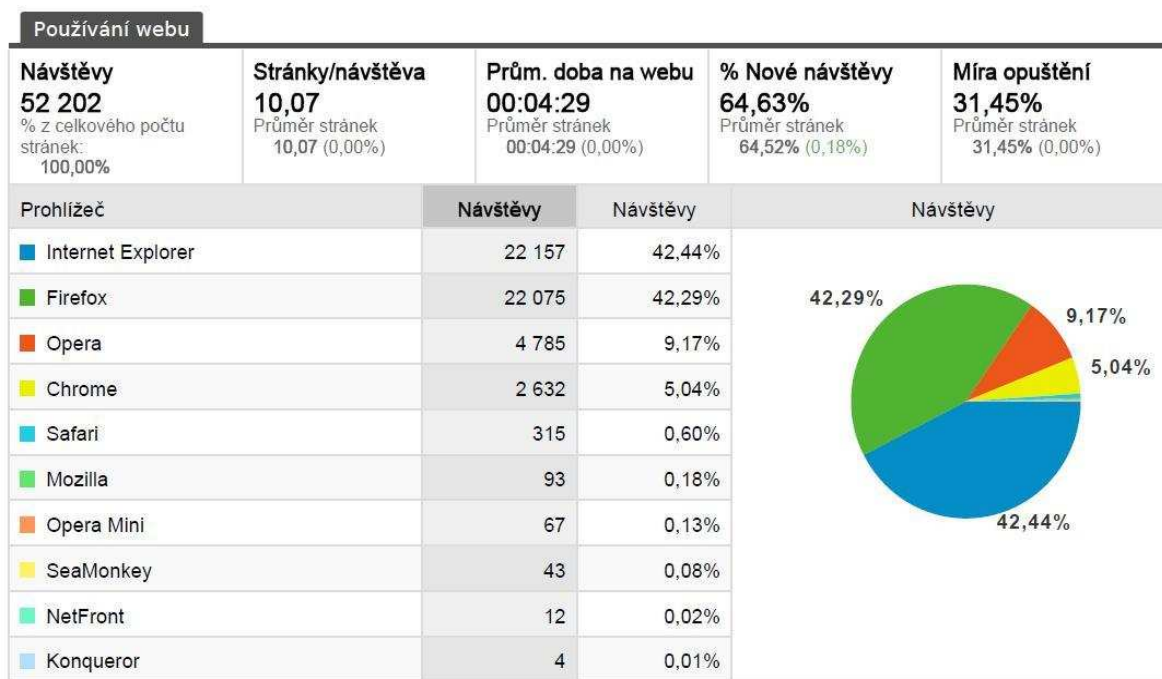 Používání webu
Návštěvy
52 202
% z celkového počtu
stránek:
100,00%
Stránky/návštěva
10,07
Průměr stránek
10,07 (0,00%)
Prům. doba na webu
00:04:29
Průměr stránek
00:04:29 (0,00%)
% Nové návštěvy
64,63%
Průměr stránek
64,52% (0,18%)
Míra opuštění
31,45%
Průměr stránek
31,45% (0,00%)
Prohlížeč Návštěvy Návštěvy Návštěvy
Internet Explorer 22 157 42,44%
Firefox 22 075 42,29%
Opera 4 785 9,17%
Chrome 2 632 5,04%
Safari 315 0,60%
Mozilla 93 0,18%
Opera Mini 67 0,13%
SeaMonkey 43 0,08%
NetFront 12 0,02%
Konqueror 4 0,01%
42,29%
9,17%
5,04%
42,44%